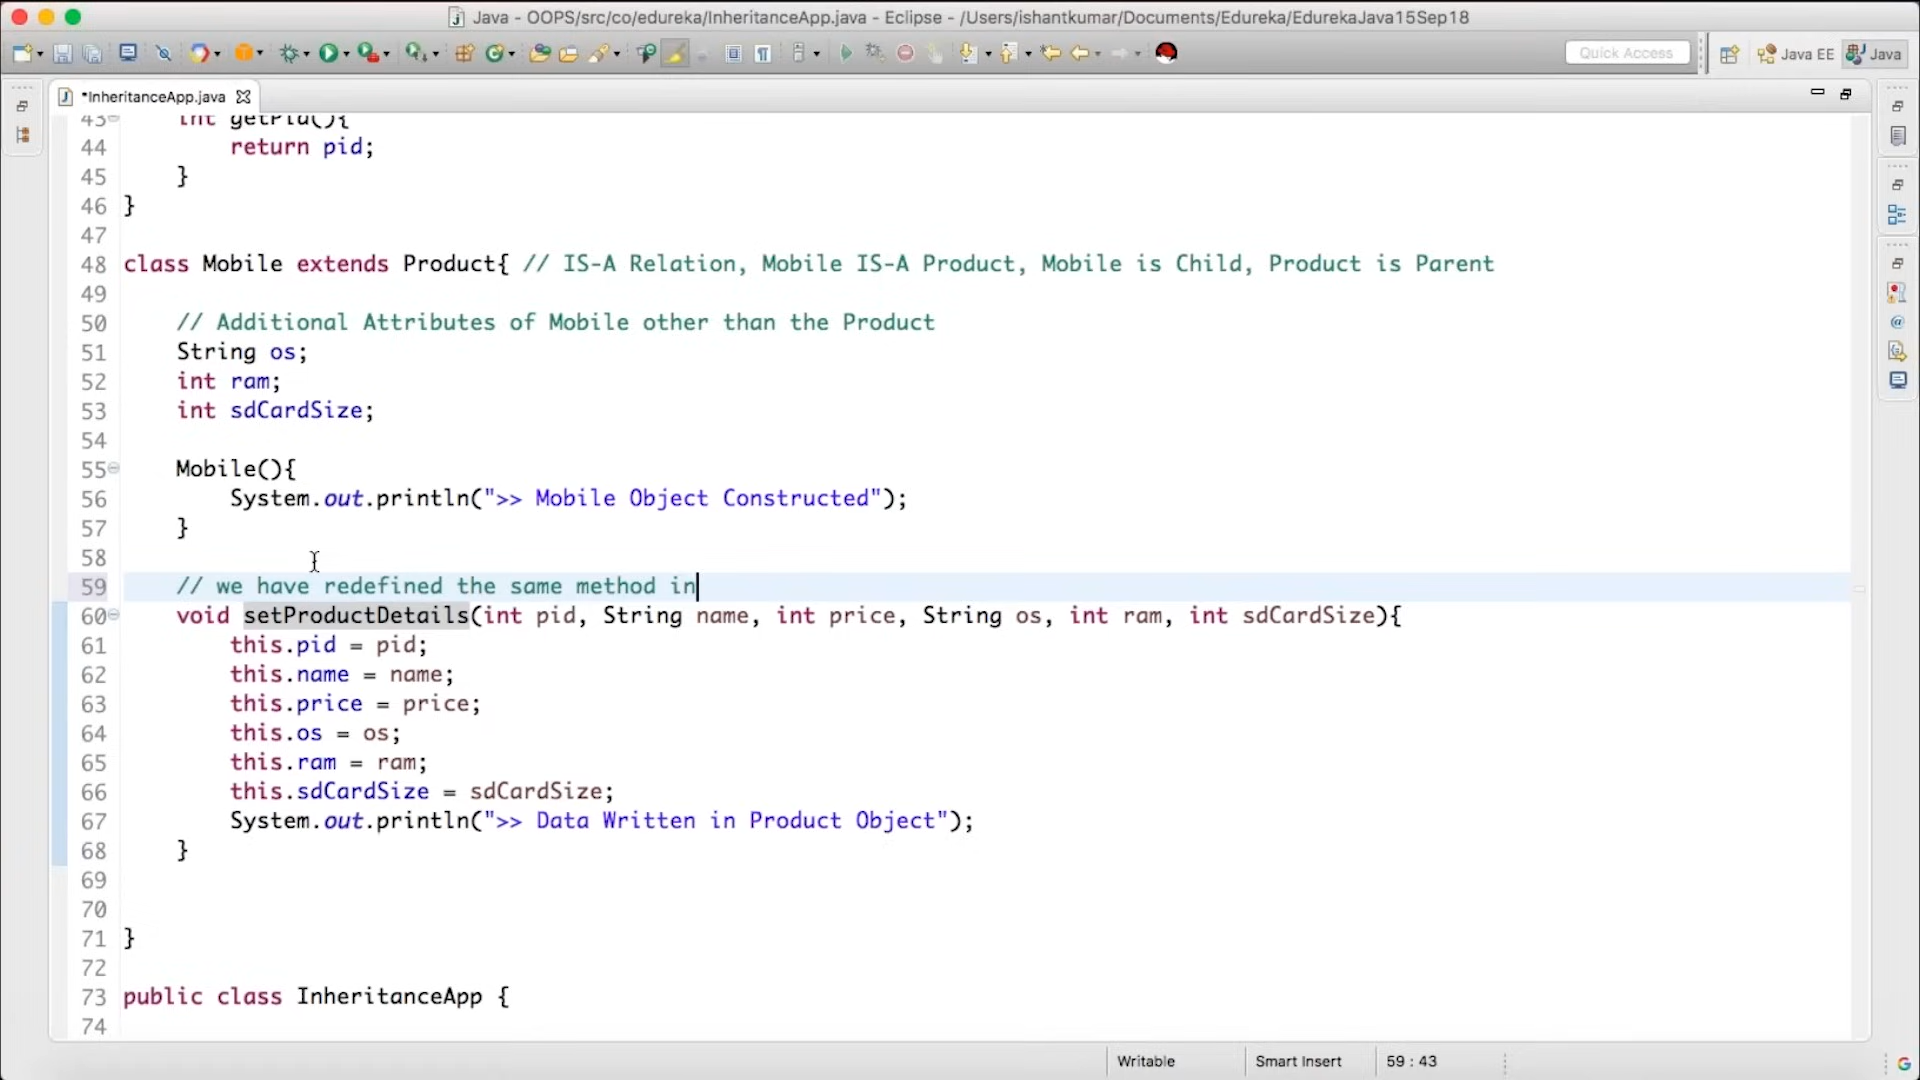 Java - OOPS/src/co/edureka/InheritanceApp.java - Eclipse - /Users/ishantkumar/Documents/Edureka/EdurekaJava15Sep18
Quick Access
Java EE
Java
*InheritanceApp.java
43 int getPid(){
44 return pid;
45 }
46 }
47
48 class Mobile extends Product{ // IS-A Relation, Mobile IS-A Product, Mobile is Child, Product is Parent
49
50 // Additional Attributes of Mobile other than the Product
51 String os;
52 int ram;
53 int sdCardSize;
54
55 Mobile(){
56 System.out.println(">> Mobile Object Constructed");
57 }
58
59 // we have redefined the same method in
60 void setProductDetails(int pid, String name, int price, String os, int ram, int sdCardSize){
61 this.pid = pid;
62 this.name = name;
63 this.price = price;
64 this.os = os;
65 this.ram = ram;
66 this.sdCardSize = sdCardSize;
67 System.out.println(">> Data Written in Product Object");
68 }
69
70
71 }
72
73 public class InheritanceApp {
74
Writable
Smart Insert
59 : 43